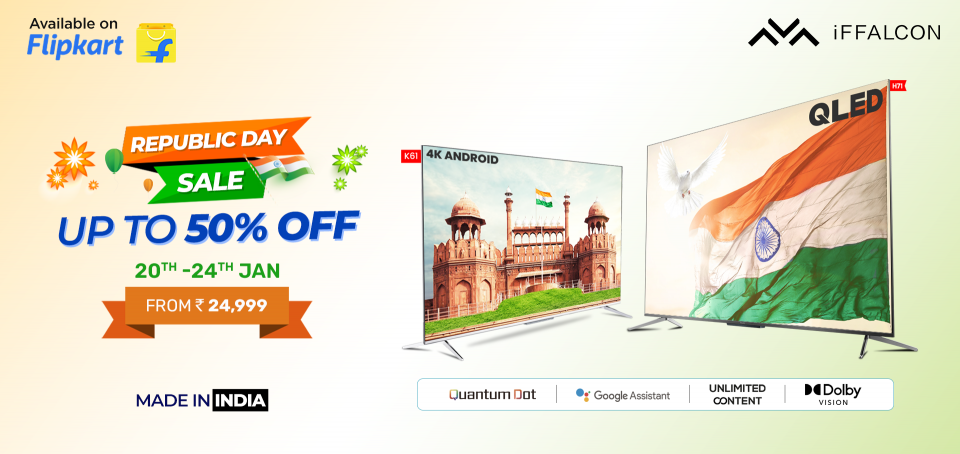 Available on
Flipkart
iFFALCON
REPUBLIC DAY
SALE
UP TO 50% OFF
20TH -24TH JAN
FROM ₹ 24,999
MADE IN INDIA
K61
4K ANDROID
H71
QLED
Quantum Dot
Google Assistant
UNLIMITED
CONTENT
Dolby
VISION